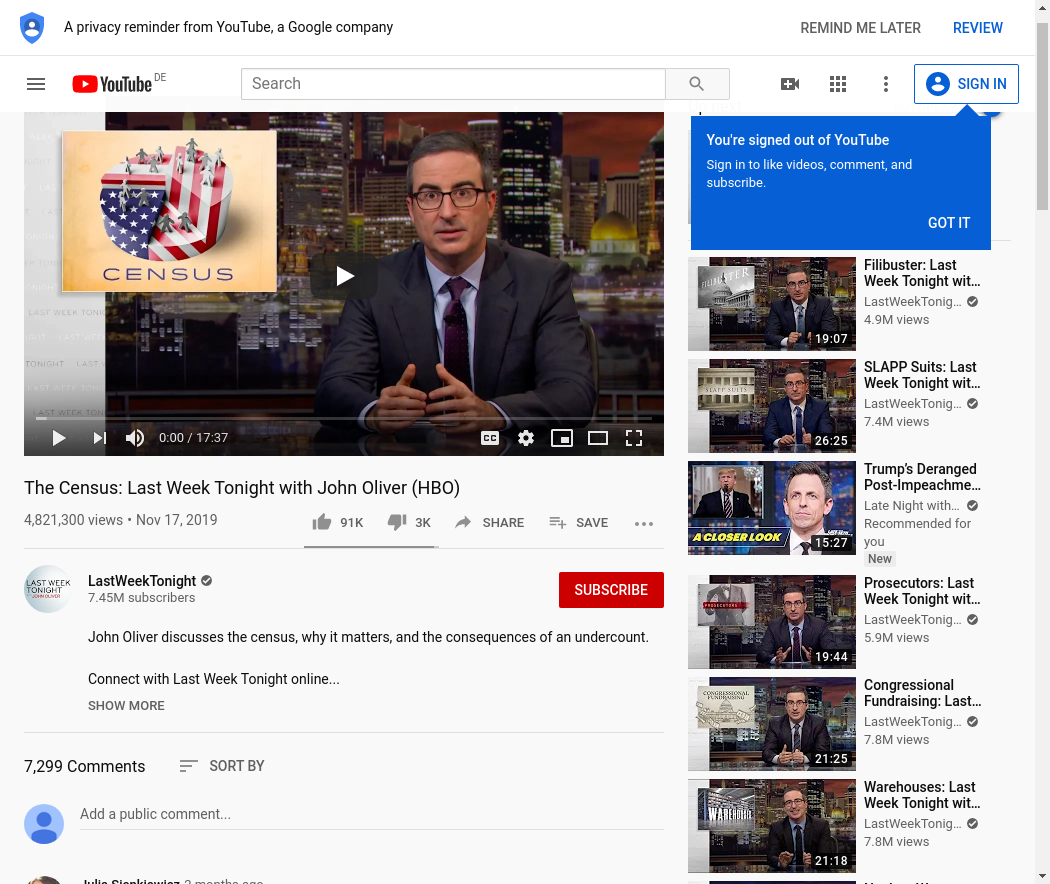 A privacy reminder from YouTube, a Google company
REMIND ME LATER
REVIEW
YouTube DE
Search
SIGN IN
You're signed out of YouTube
Sign in to like videos, comment, and
subscribe.
GOT IT
CENSUS
LAST WEEK TONIGHT
0:00 / 17:37
CC
The Census: Last Week Tonight with John Oliver (HBO)
4,821,300 views • Nov 17, 2019
91K
3K
SHARE
SAVE
LAST WEEK
TONIGHT
JOHN OLIVER
LastWeekTonight
7.45M subscribers
SUBSCRIBE
John Oliver discusses the census, why it matters, and the consequences of an undercount.
Connect with Last Week Tonight online...
SHOW MORE
7,299 Comments
SORT BY
Add a public comment...
FILIBUSTER
19:07
Filibuster: Last
Week Tonight wit...
LastWeekTonig...
4.9M views
SLAPP SUITS
26:25
SLAPP Suits: Last
Week Tonight wit...
LastWeekTonig...
7.4M views
A CLOSER LOOK
15:27
Trump’s Deranged
Post-Impeachme...
Late Night with...
Recommended for
you
New
PROSECUTORS
19:44
Prosecutors: Last
Week Tonight wit...
LastWeekTonig...
5.9M views
CONGRESSIONAL
FUNDRAISING
21:25
Congressional
Fundraising: Last...
LastWeekTonig...
7.8M views
WAREHOUSES
21:18
Warehouses: Last
Week Tonight wit...
LastWeekTonig...
7.8M views